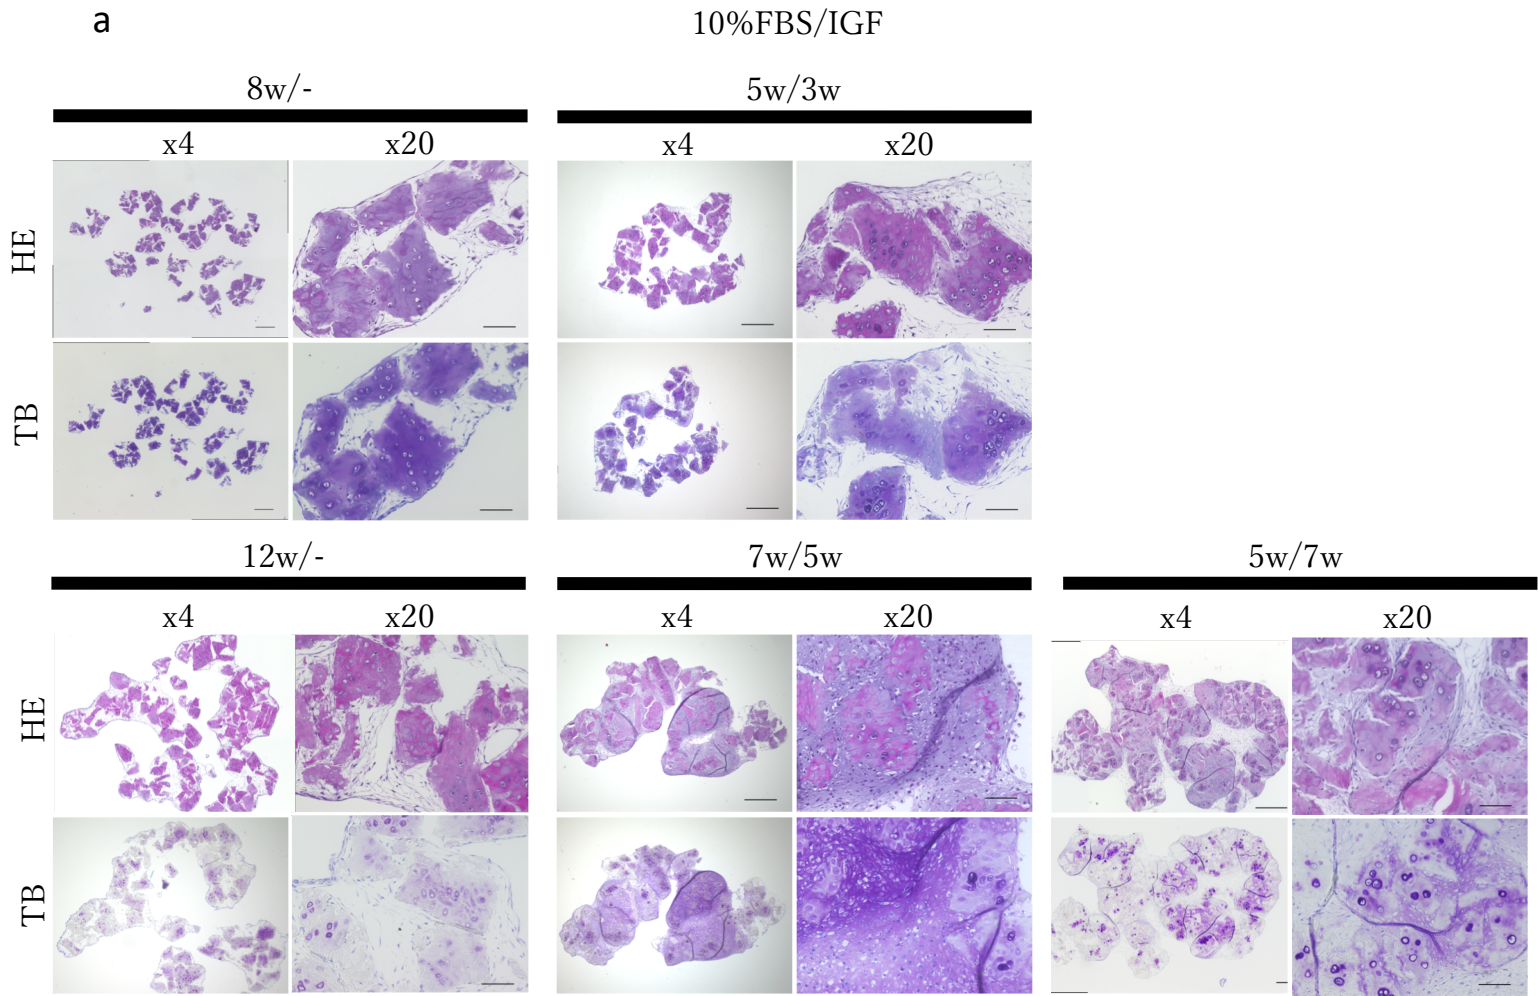 a
10%FBS/IGF
8w/-
5w/3w
x4
x20
x4
x20
HE
TB
12w/-
7w/5w
5w/7w
x4
x20
x4
x20
x4
x20
HE
TB